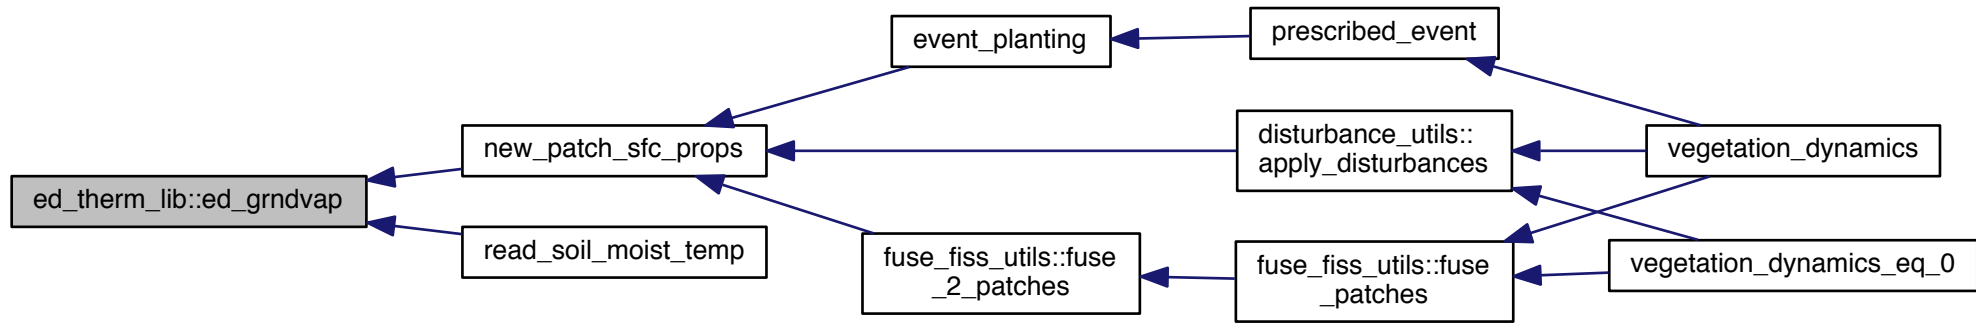 ed_therm_lib::ed_grndvap
new_patch_sfc_props
read_soil_moist_temp
event_planting
fuse_fiss_utils::fuse
_2_patches
prescribed_event
disturbance_utils::
apply_disturbances
fuse_fiss_utils::fuse
_patches
vegetation_dynamics
vegetation_dynamics_eq_0